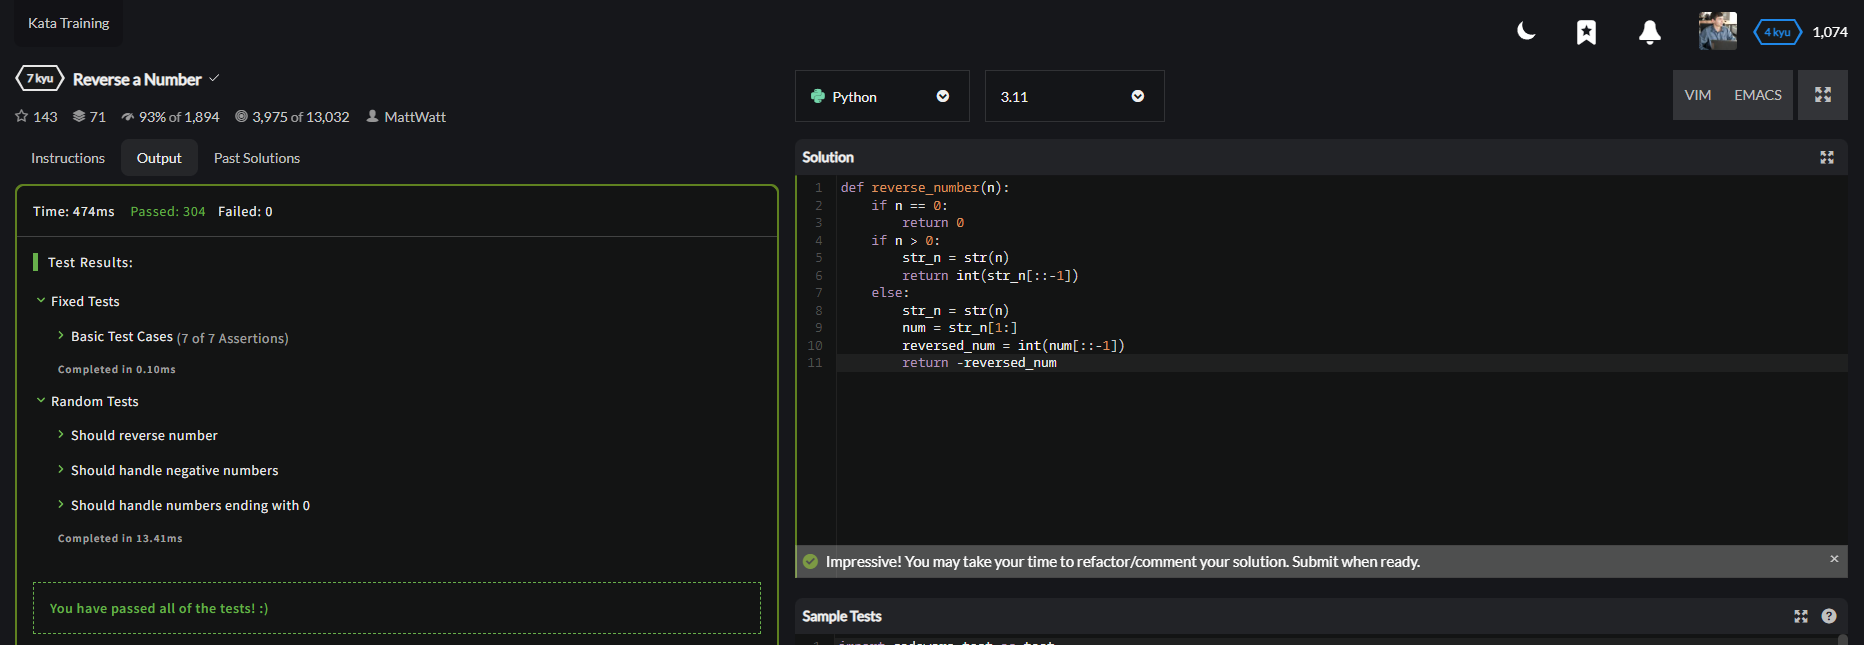 Kata Training
4 kyu 1,074
7 kyu Reverse a Number
143 71 93% of 1,894 3,975 of 13,032 MattWatt
Python 3.11 VIM EMACS
Instructions Output Past Solutions
Time: 474ms Passed: 304 Failed: 0
Test Results:
Fixed Tests
Basic Test Cases (7 of 7 Assertions)
Completed in 0.10ms
Random Tests
Should reverse number
Should handle negative numbers
Should handle numbers ending with 0
Completed in 13.41ms
You have passed all of the tests! :)
Solution
1 def reverse_number(n):
2     if n == 0:
3         return 0
4     if n > 0:
5         str_n = str(n)
6         return int(str_n[::-1])
7     else:
8         str_n = str(n)
9         num = str_n[1:]
10         reversed_num = int(num[::-1])
11         return -reversed_num
Impressive! You may take your time to refactor/comment your solution. Submit when ready.
Sample Tests